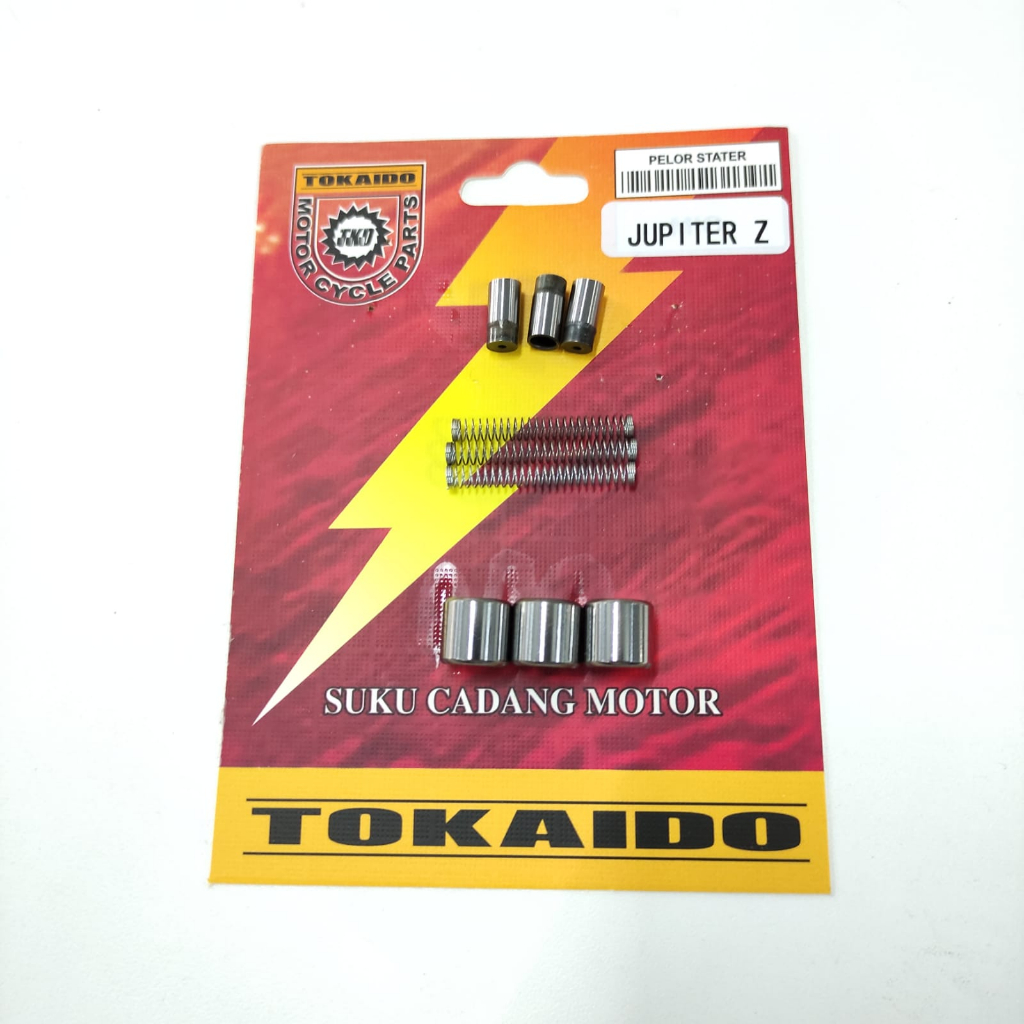 TOKAIDO
TKD
MOTOR CYCLE PARTS
PELOR STATER
JUPITER Z
SUKU CADANG MOTOR
TOKAIDO